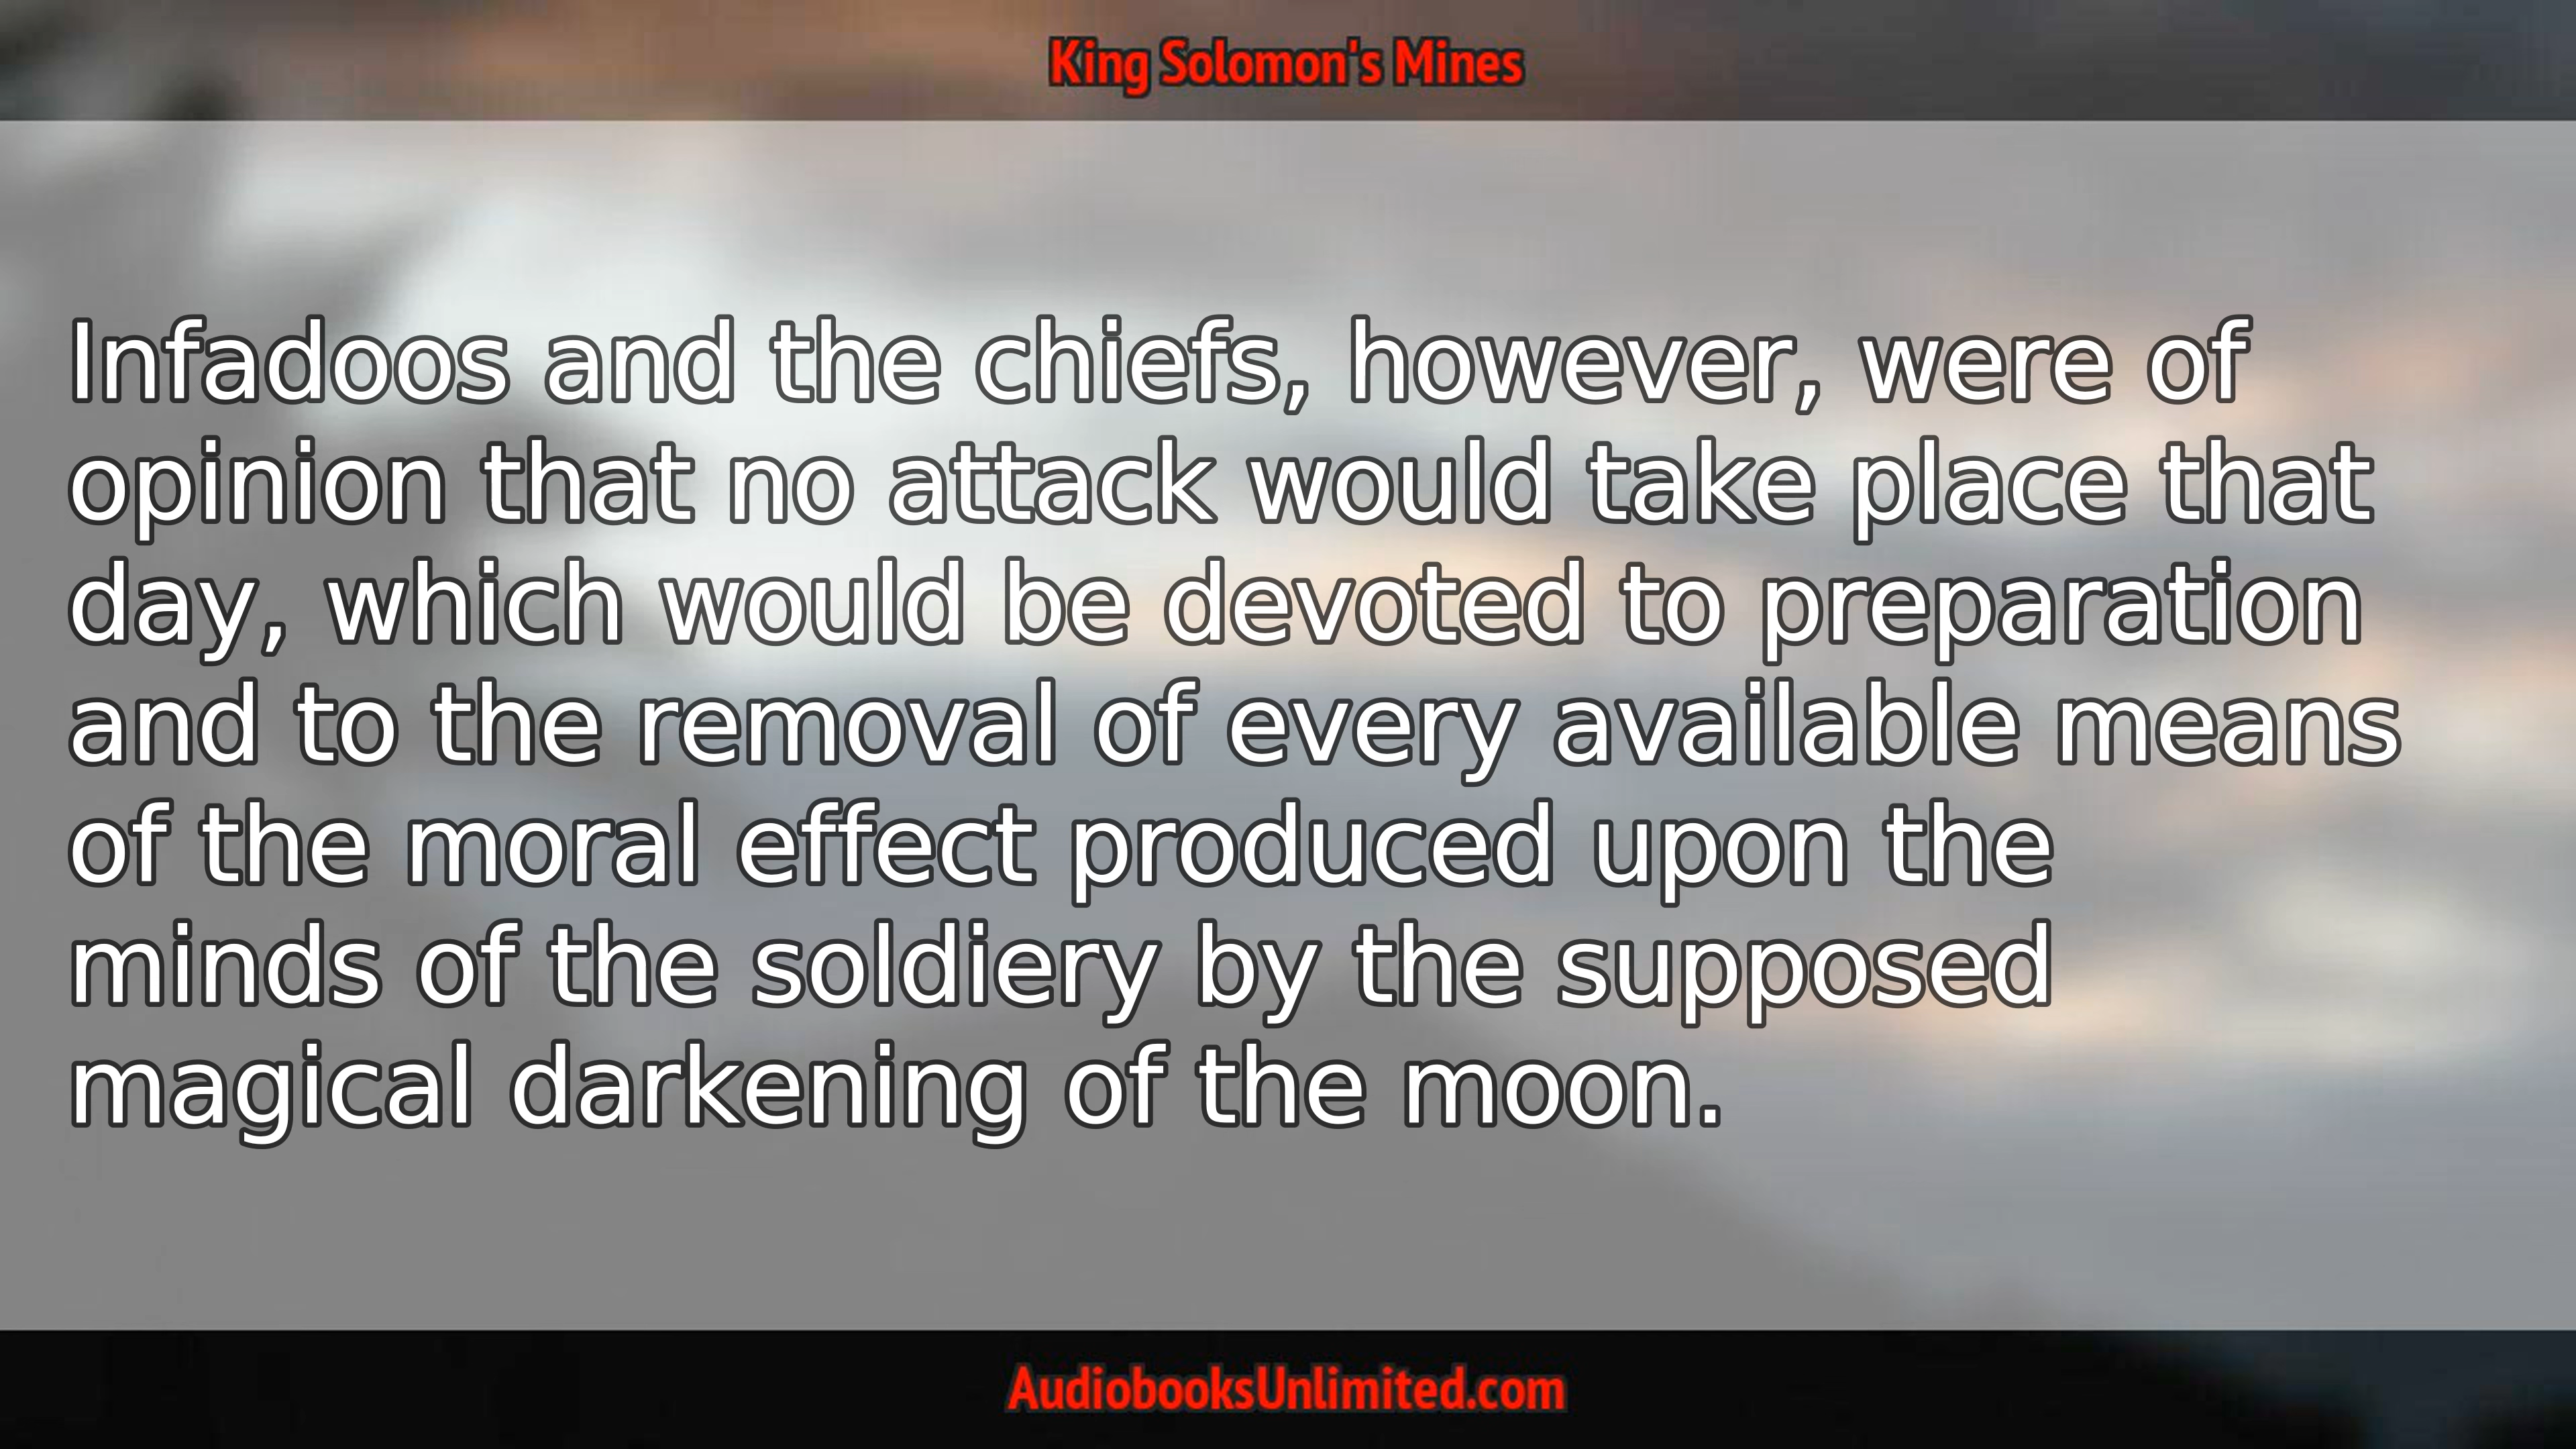 King Solomon's Mines
Infadoos and the chiefs, however, were of
opinion that no attack would take place that
day, which would be devoted to preparation
and to the removal of every available means
of the moral effect produced upon the
minds of the soldiery by the supposed
magical darkening of the moon.
AudiobooksUnlimited.com